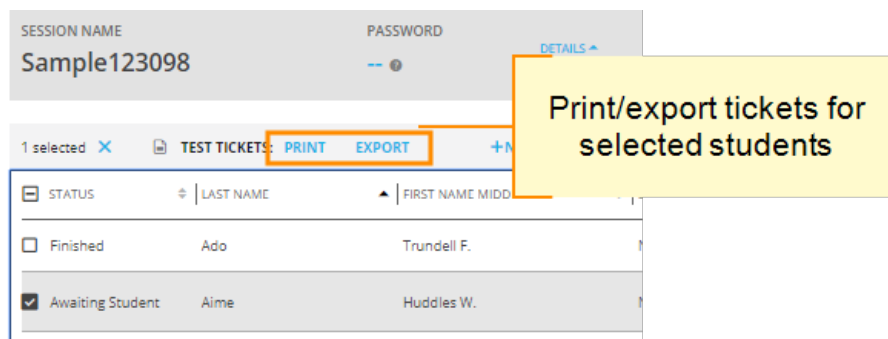 SESSION NAME
PASSWORD
Sample123098
--
DETAILS
Print/export tickets for
selected students
1 selected
TEST TICKETS: PRINT EXPORT
STATUS LAST NAME FIRST NAME
Finished Ado Trundell F.
Awaiting Student Aime Huddles W.